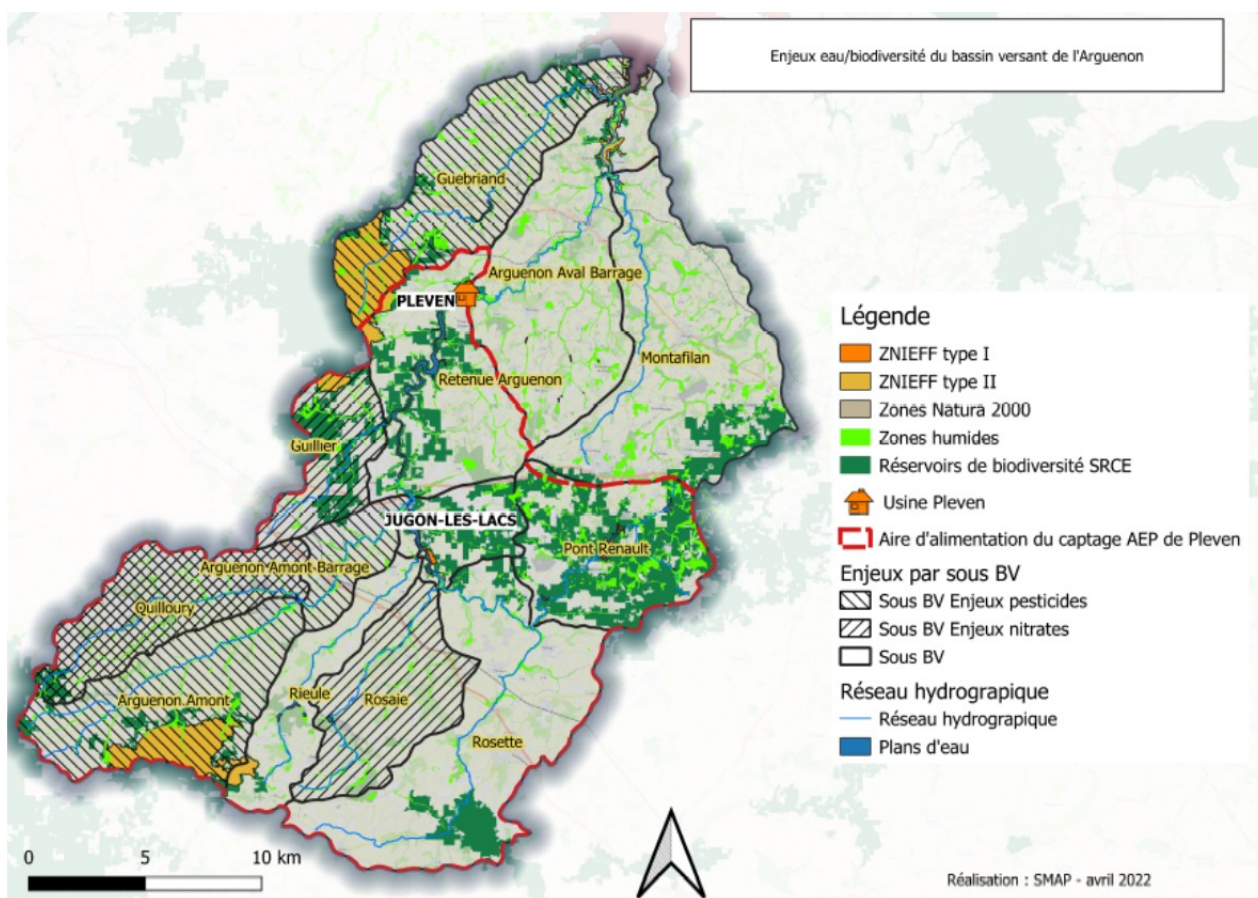 Enjeux eau/biodiversité du bassin versant de l'Arguenon
Guebriand
Arguenon Aval Barrage
PLEVEN
Montafilan
Retenue Arguenon
Guillier
JUGON-LES-LACS
Pont Renault
Arguenon Amont Barrage
Quilloury
Arguenon Amont
Rieule
Rosaie
Rosette
Légende
ZNIEFF type I
ZNIEFF type II
Zones Natura 2000
Zones humides
Réservoirs de biodiversité SRCE
Usine Pleven
Aire d'alimentation du captage AEP de Pleven
Enjeux par sous BV
Sous BV Enjeux pesticides
Sous BV Enjeux nitrates
Sous BV
Réseau hydrograpique
Réseau hydrograpique
Plans d'eau
0 5 10 km
Réalisation : SMAP - avril 2022